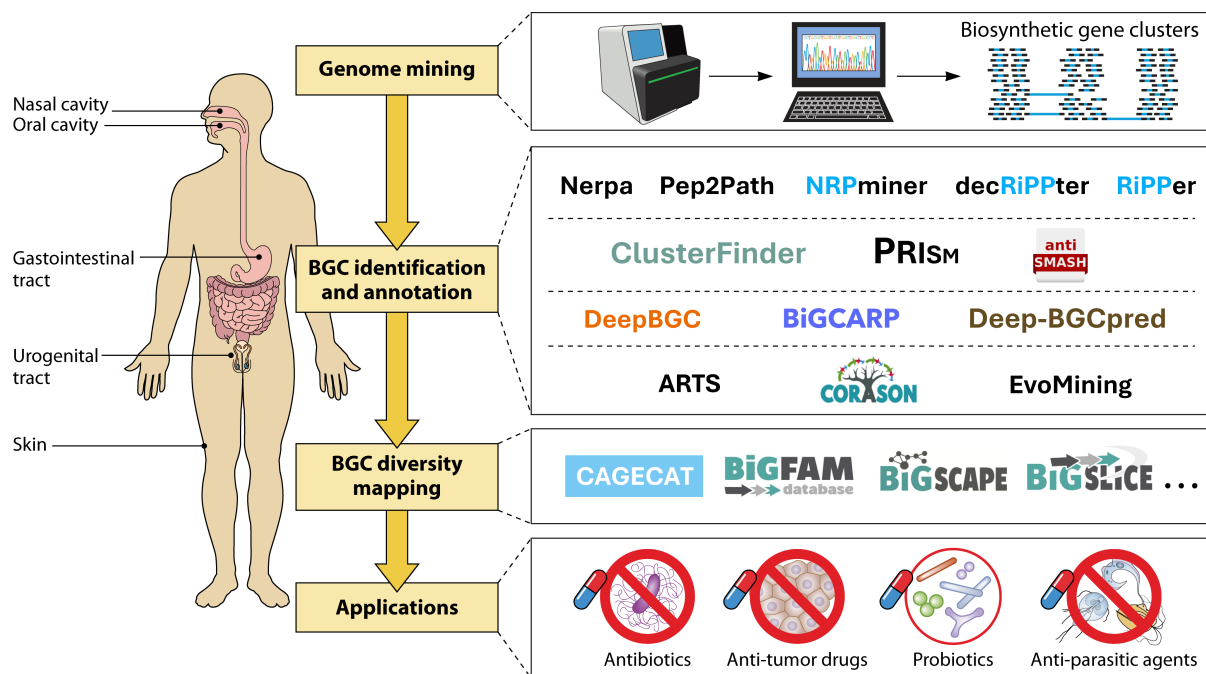 Nasal cavity
Oral cavity
Gastointestinal
tract
Urogenital
tract
Skin
Genome mining
BGC identification
and annotation
BGC diversity
mapping
Applications
Biosynthetic gene clusters
Nerpa Pep2Path NRPminer decRiPPter RiPPer
ClusterFinder PRISM anti
SMASH
DeepBGC BiGCARP Deep-BGCpred
ARTS CORASON EvoMining
CAGECAT BiGFAM
database BiGSCAPE BiGSLiCE ...
Antibiotics Anti-tumor drugs Probiotics Anti-parasitic agents